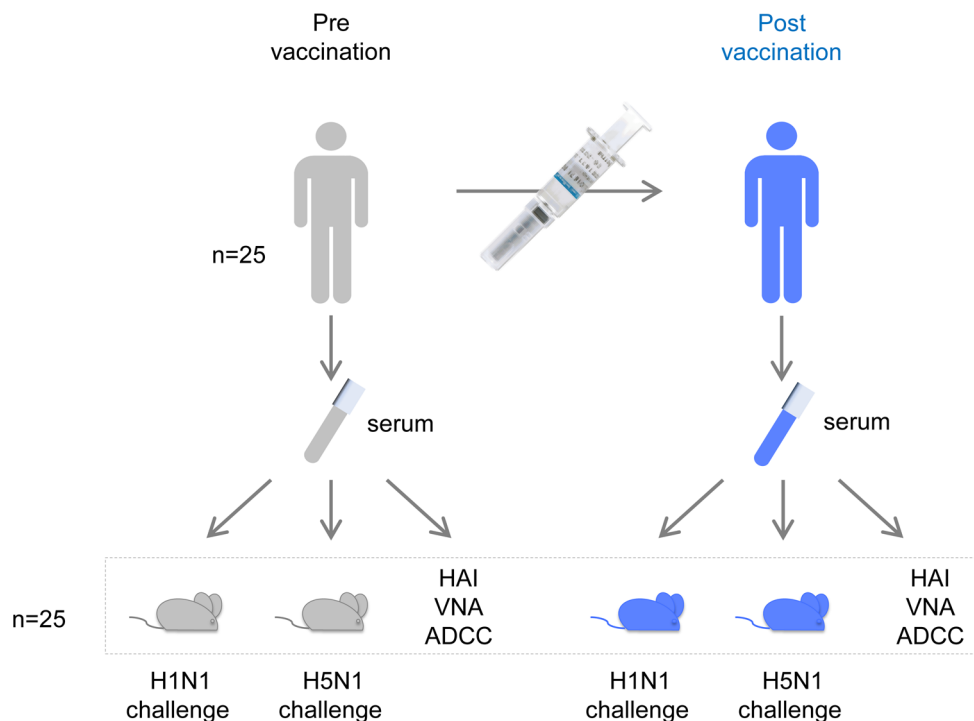 Pre
vaccination
Post
vaccination
n=25
serum
serum
n=25
HAI
VNA
ADCC
HAI
VNA
ADCC
H1N1
challenge
H5N1
challenge
H1N1
challenge
H5N1
challenge